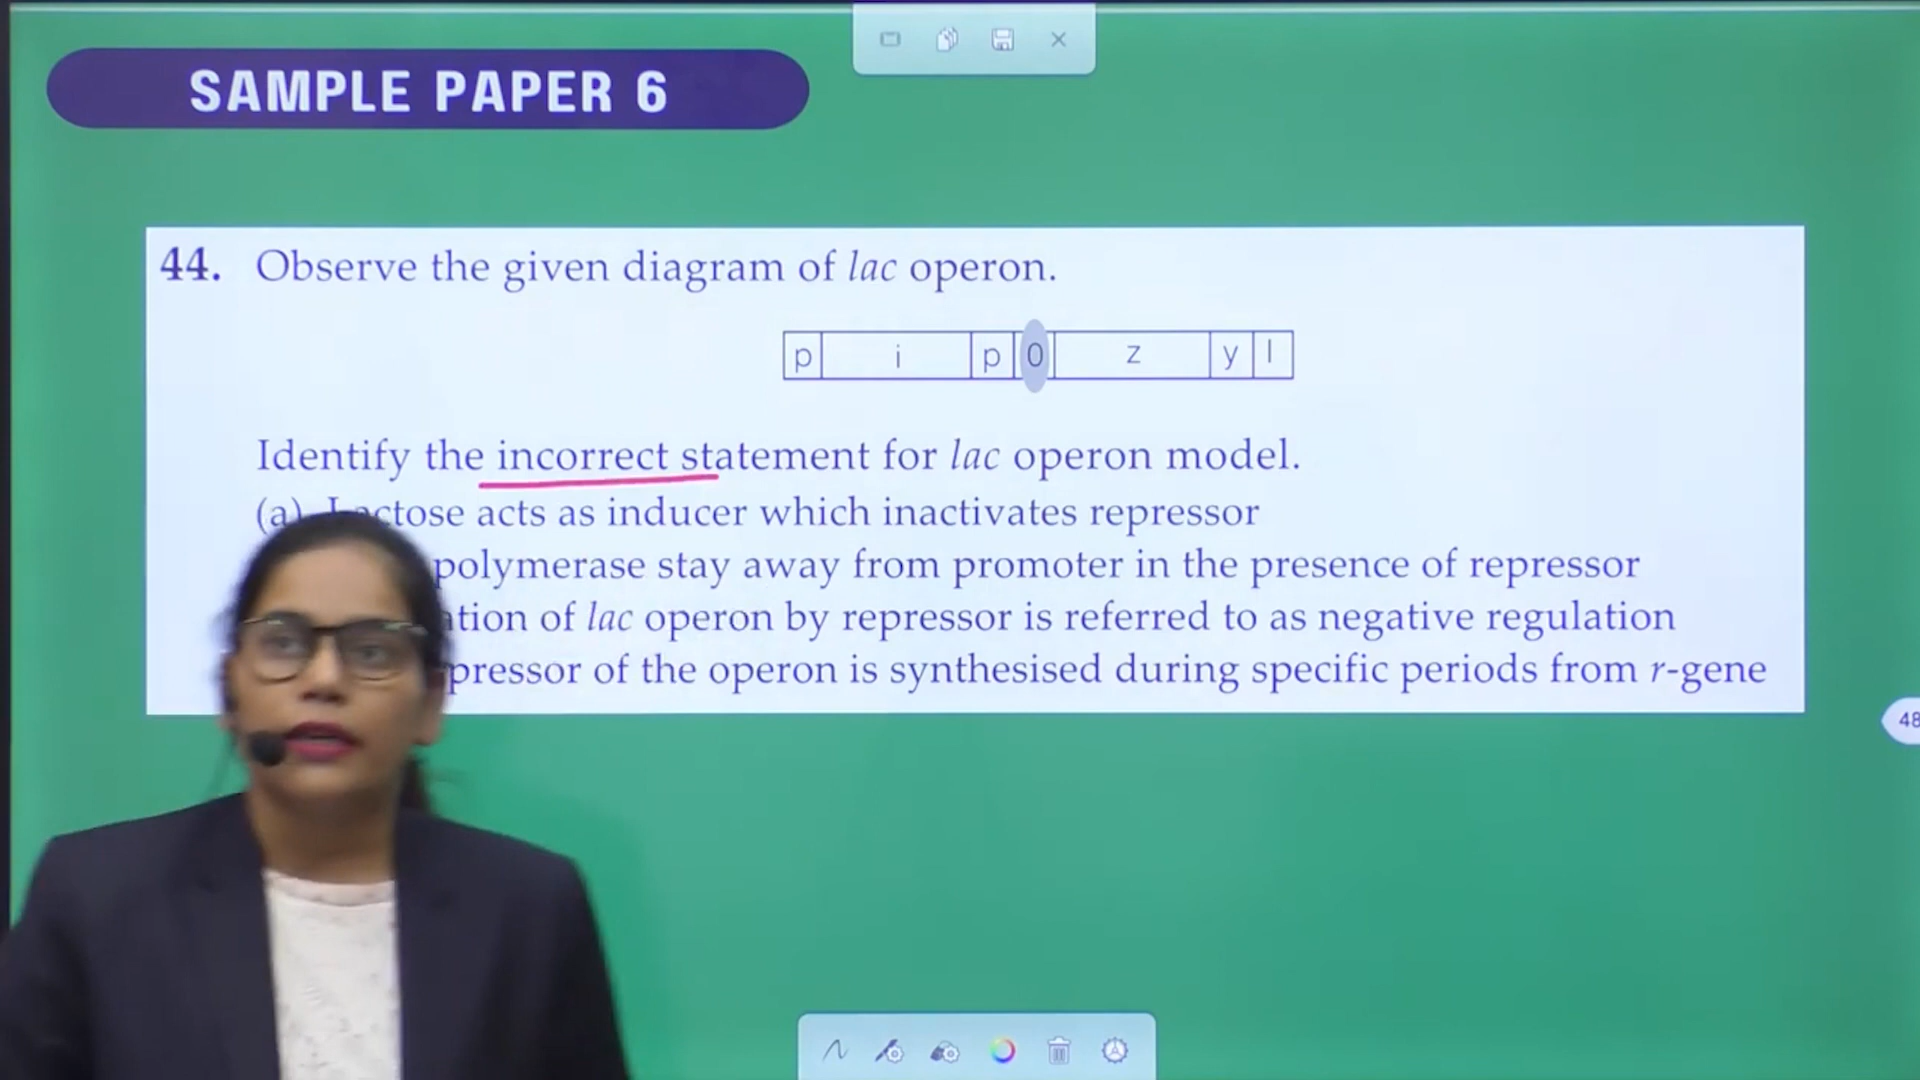 SAMPLE PAPER 6
44. Observe the given diagram of lac operon.
p i p 0 z y l
Identify the incorrect statement for lac operon model.
(a) Lactose acts as inducer which inactivates repressor
polymerase stay away from promoter in the presence of repressor
of lac operon by repressor is referred to as negative regulation
of the operon is synthesised during specific periods from r-gene
48